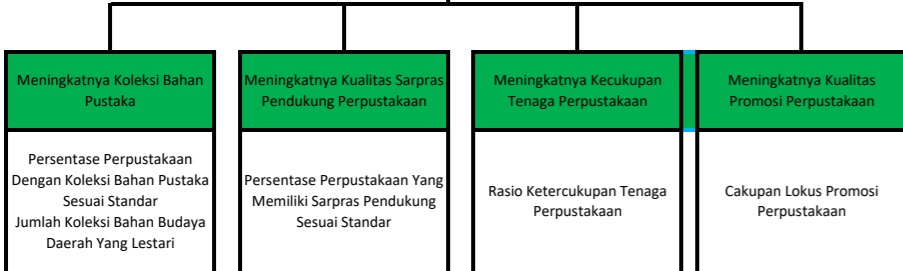 Meningkatnya Koleksi Bahan
Pustaka
Meningkatnya Kualitas Sarpras
Pendukung Perpustakaan
Meningkatnya Kecukupan
Tenaga Perpustakaan
Meningkatnya Kualitas
Promosi Perpustakaan
Persentase Perpustakaan
Dengan Koleksi Bahan Pustaka
Sesuai Standar
Jumlah Koleksi Bahan Budaya
Daerah Yang Lestari
Persentase Perpustakaan Yang
Memiliki Sarpras Pendukung
Sesuai Standar
Rasio Ketercukupan Tenaga
Perpustakaan
Cakupan Lokus Promosi
Perpustakaan